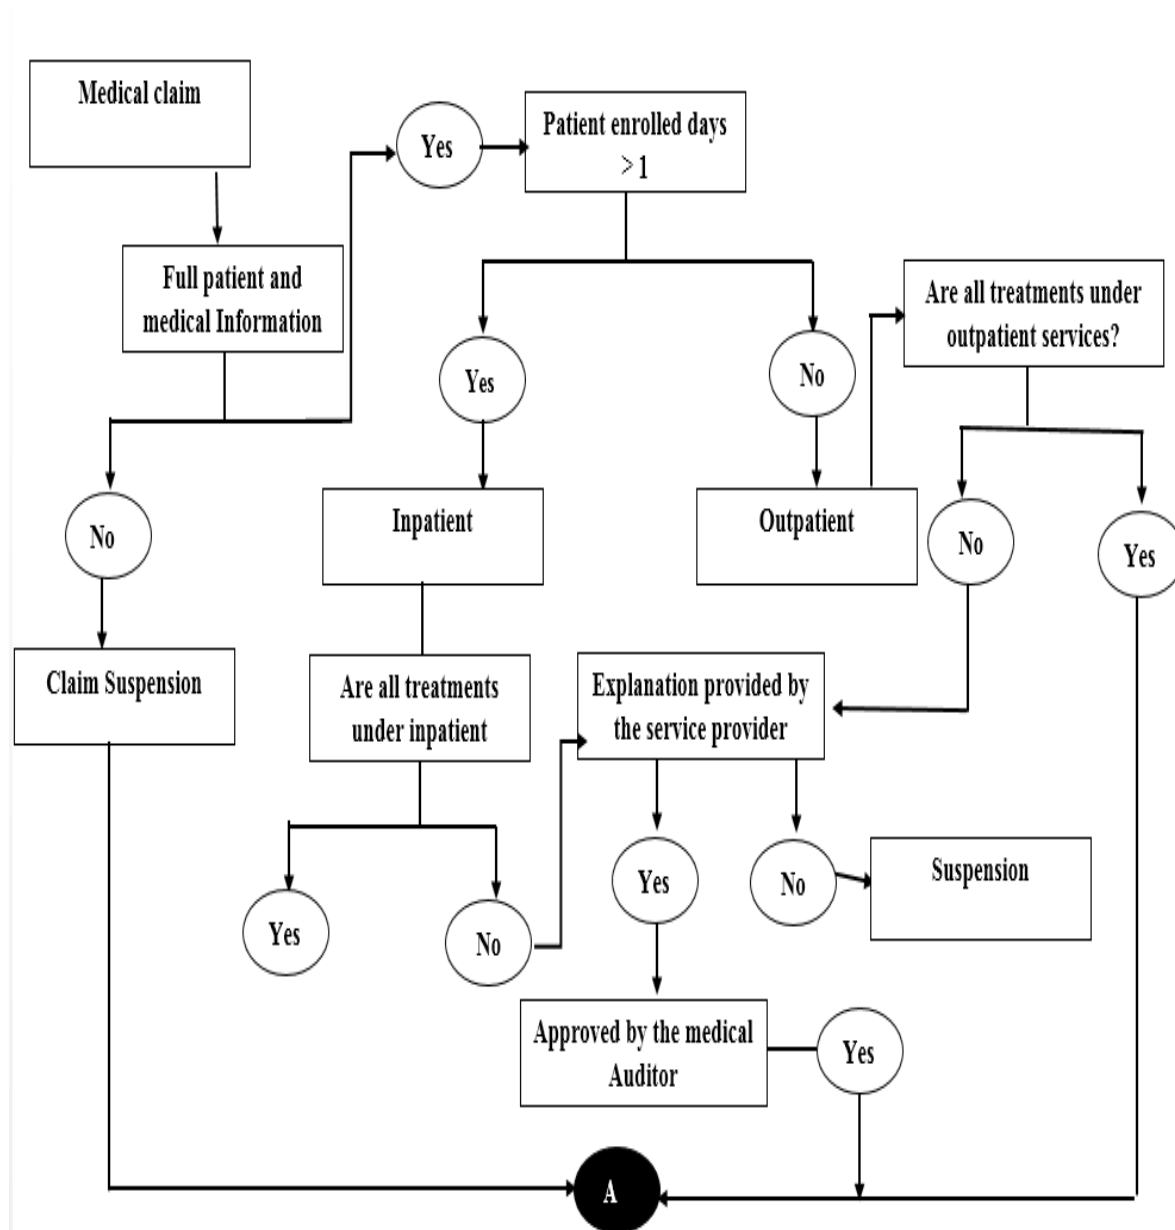 Medical claim
Yes
Patient enrolled days
> 1
Full patient and
medical Information
Are all treatments under
outpatient services?
Yes
No
No
Inpatient
Outpatient
No
Yes
Claim Suspension
Are all treatments
under inpatient
Explanation provided by
the service provider
Yes
No
Yes
No
Suspension
Approved by the medical
Auditor
Yes
A